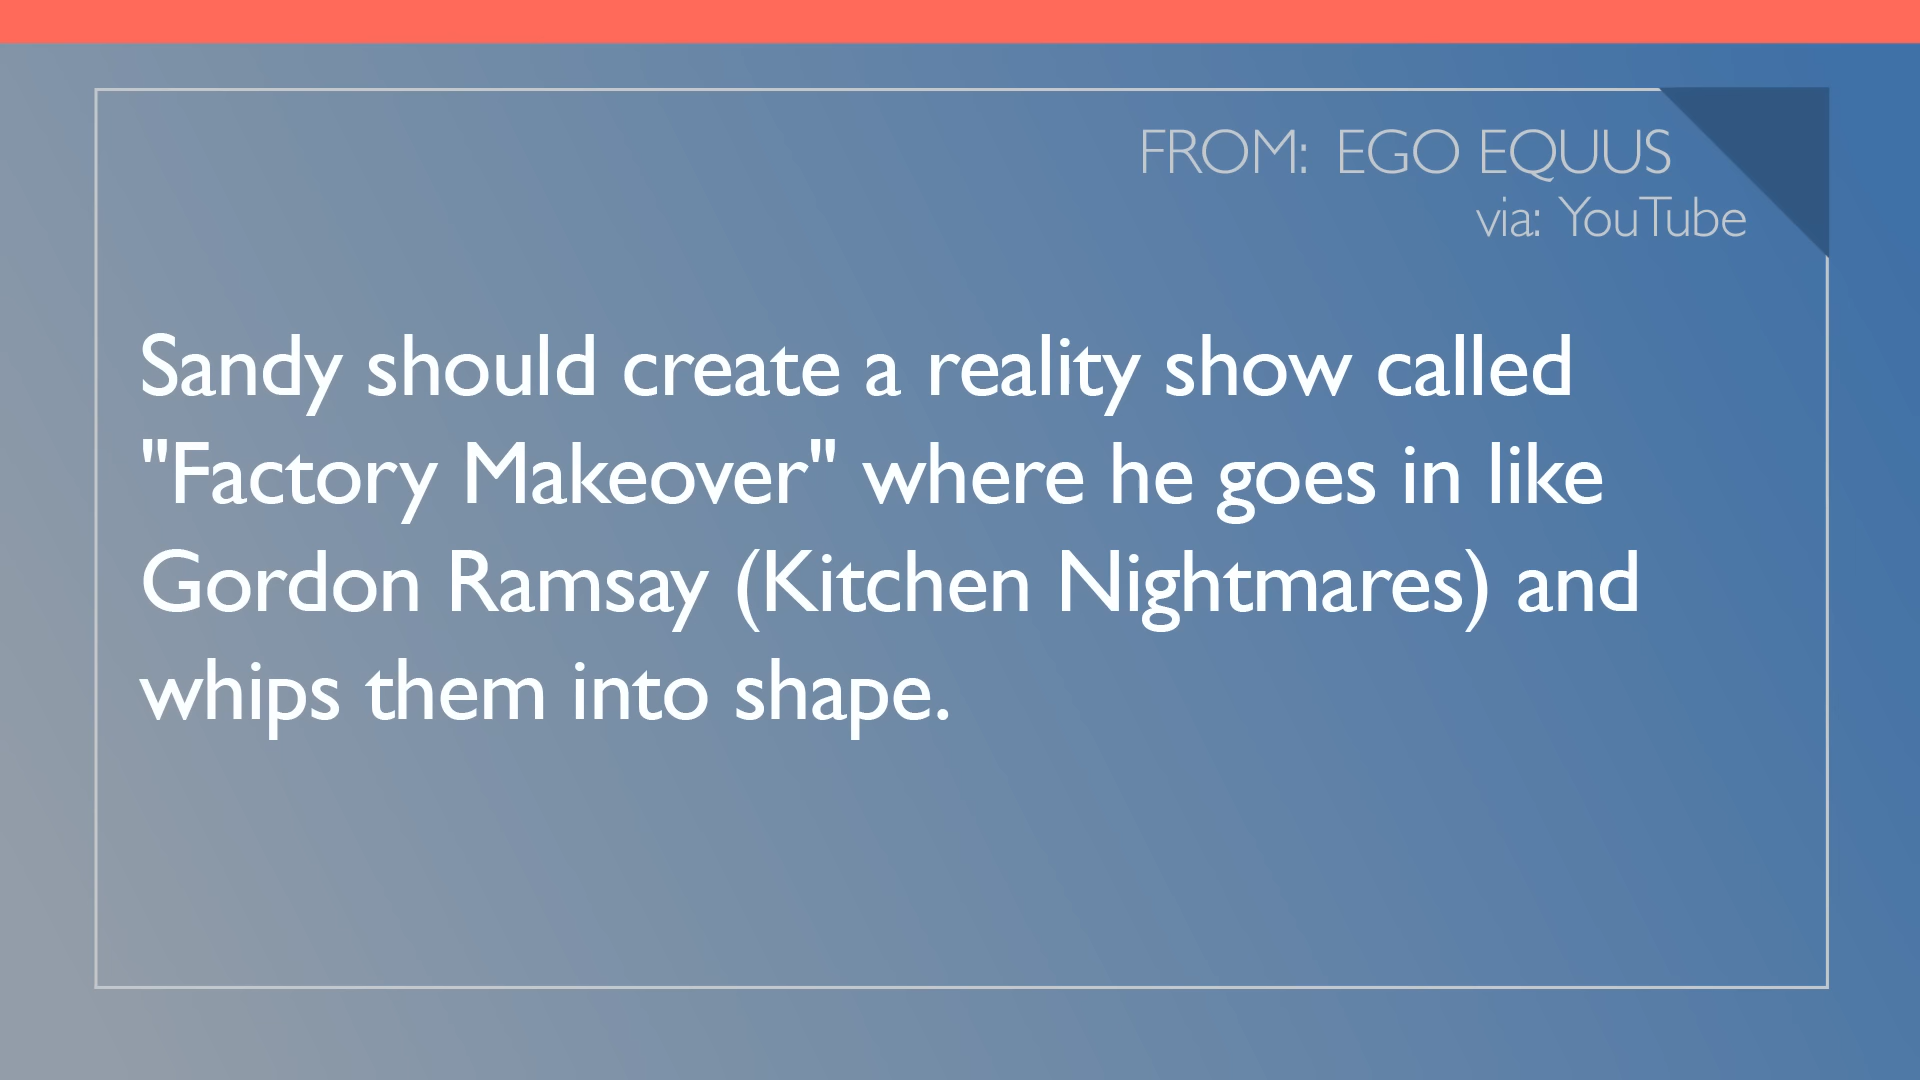 FROM: EGO EQUUS
via: YouTube
Sandy should create a reality show called
"Factory Makeover" where he goes in like
Gordon Ramsay (Kitchen Nightmares) and
whips them into shape.